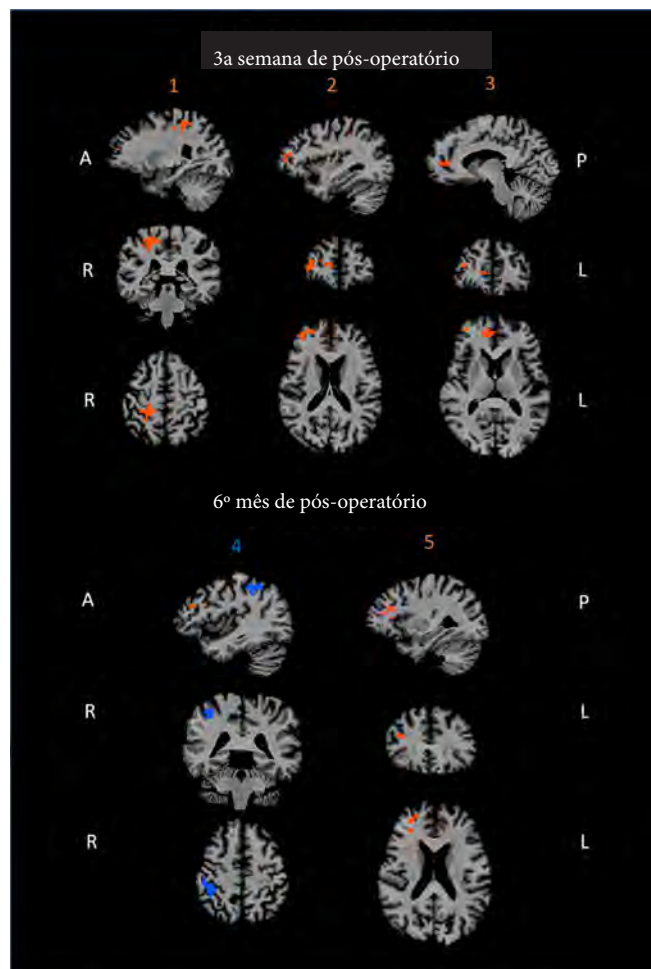 3a semana de pós-operatório
1 2 3
A P
R L
R L
6º mês de pós-operatório
4 5
A P
R L
R L